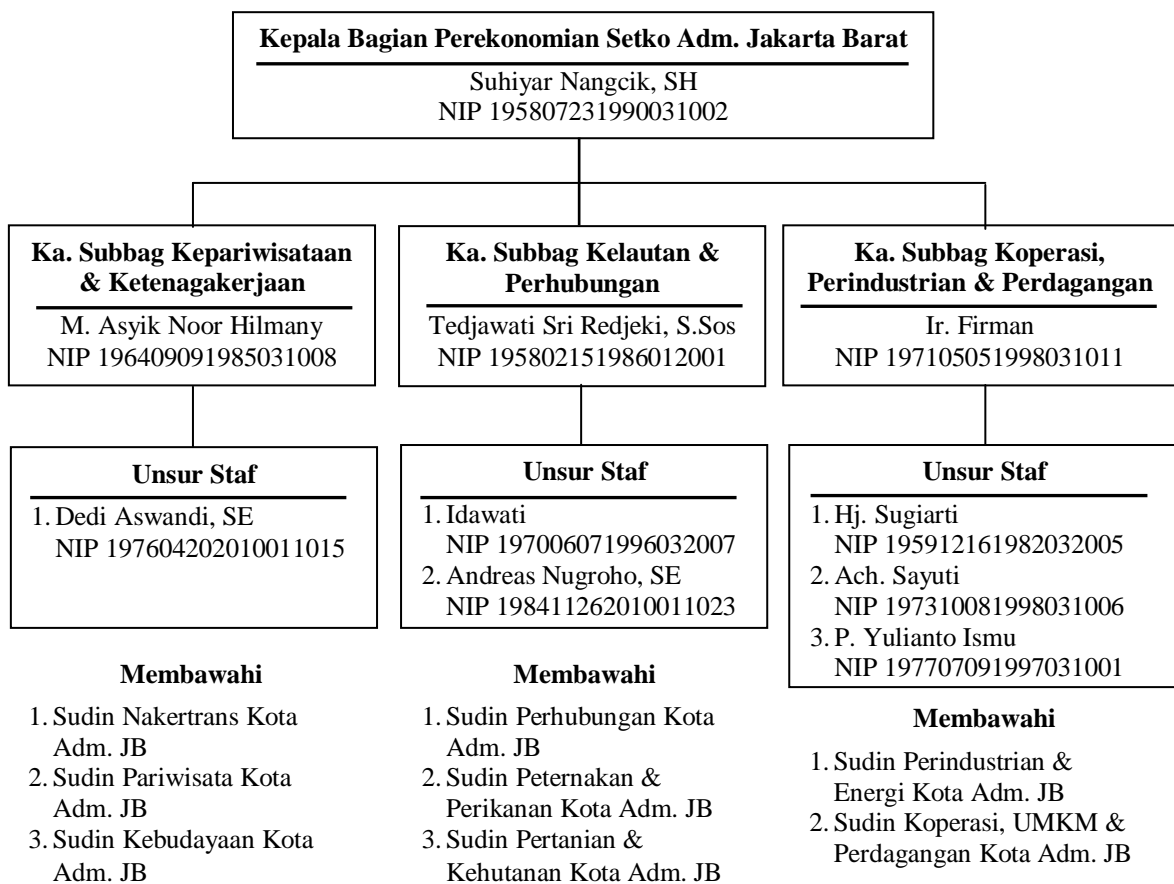 Kepala Bagian Perekonomian Setko Adm. Jakarta Barat
Suhiyar Nangcik, SH
NIP 195807231990031002
Ka. Subbag Kepariwisataan
& Ketenagakerjaan
M. Asyik Noor Hilmany
NIP 196409091985031008
Unsur Staf
1. Dedi Aswandi, SE
NIP 197604202010011015
Membawahi
1. Sudin Nakertrans Kota
Adm. JB
2. Sudin Pariwisata Kota
Adm. JB
3. Sudin Kebudayaan Kota
Adm. JB
Ka. Subbag Kelautan &
Perhubungan
Tedjawati Sri Redjeki, S.Sos
NIP 195802151986012001
Unsur Staf
1. Idawati
NIP 197006071996032007
2. Andreas Nugroho, SE
NIP 198411262010011023
Membawahi
1. Sudin Perhubungan Kota
Adm. JB
2. Sudin Peternakan &
Perikanan Kota Adm. JB
3. Sudin Pertanian &
Kehutanan Kota Adm. JB
Ka. Subbag Koperasi,
Perindustrian & Perdagangan
Ir. Firman
NIP 197105051998031011
Unsur Staf
1. Hj. Sugiarti
NIP 195912161982032005
2. Ach. Sayuti
NIP 197310081998031006
3. P. Yulianto Ismu
NIP 197707091997031001
Membawahi
1. Sudin Perindustrian &
Energi Kota Adm. JB
2. Sudin Koperasi, UMKM &
Perdagangan Kota Adm. JB